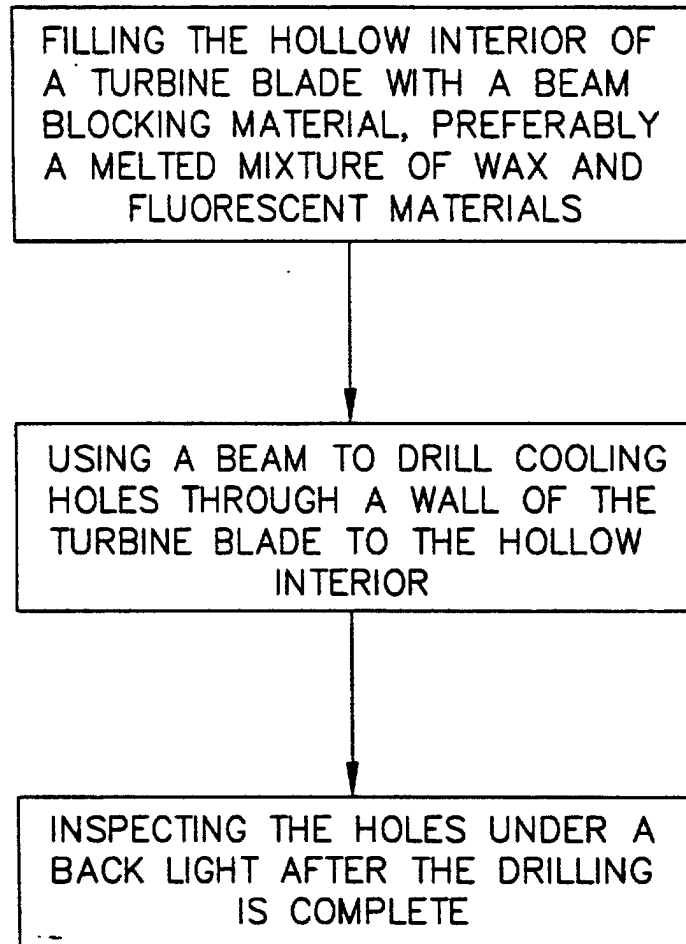 FILLING THE HOLLOW INTERIOR OF
A TURBINE BLADE WITH A BEAM
BLOCKING MATERIAL, PREFERABLY
A MELTED MIXTURE OF WAX AND
FLUORESCENT MATERIALS
USING A BEAM TO DRILL COOLING
HOLES THROUGH A WALL OF THE
TURBINE BLADE TO THE HOLLOW
INTERIOR
INSPECTING THE HOLES UNDER A
BACK LIGHT AFTER THE DRILLING
IS COMPLETE